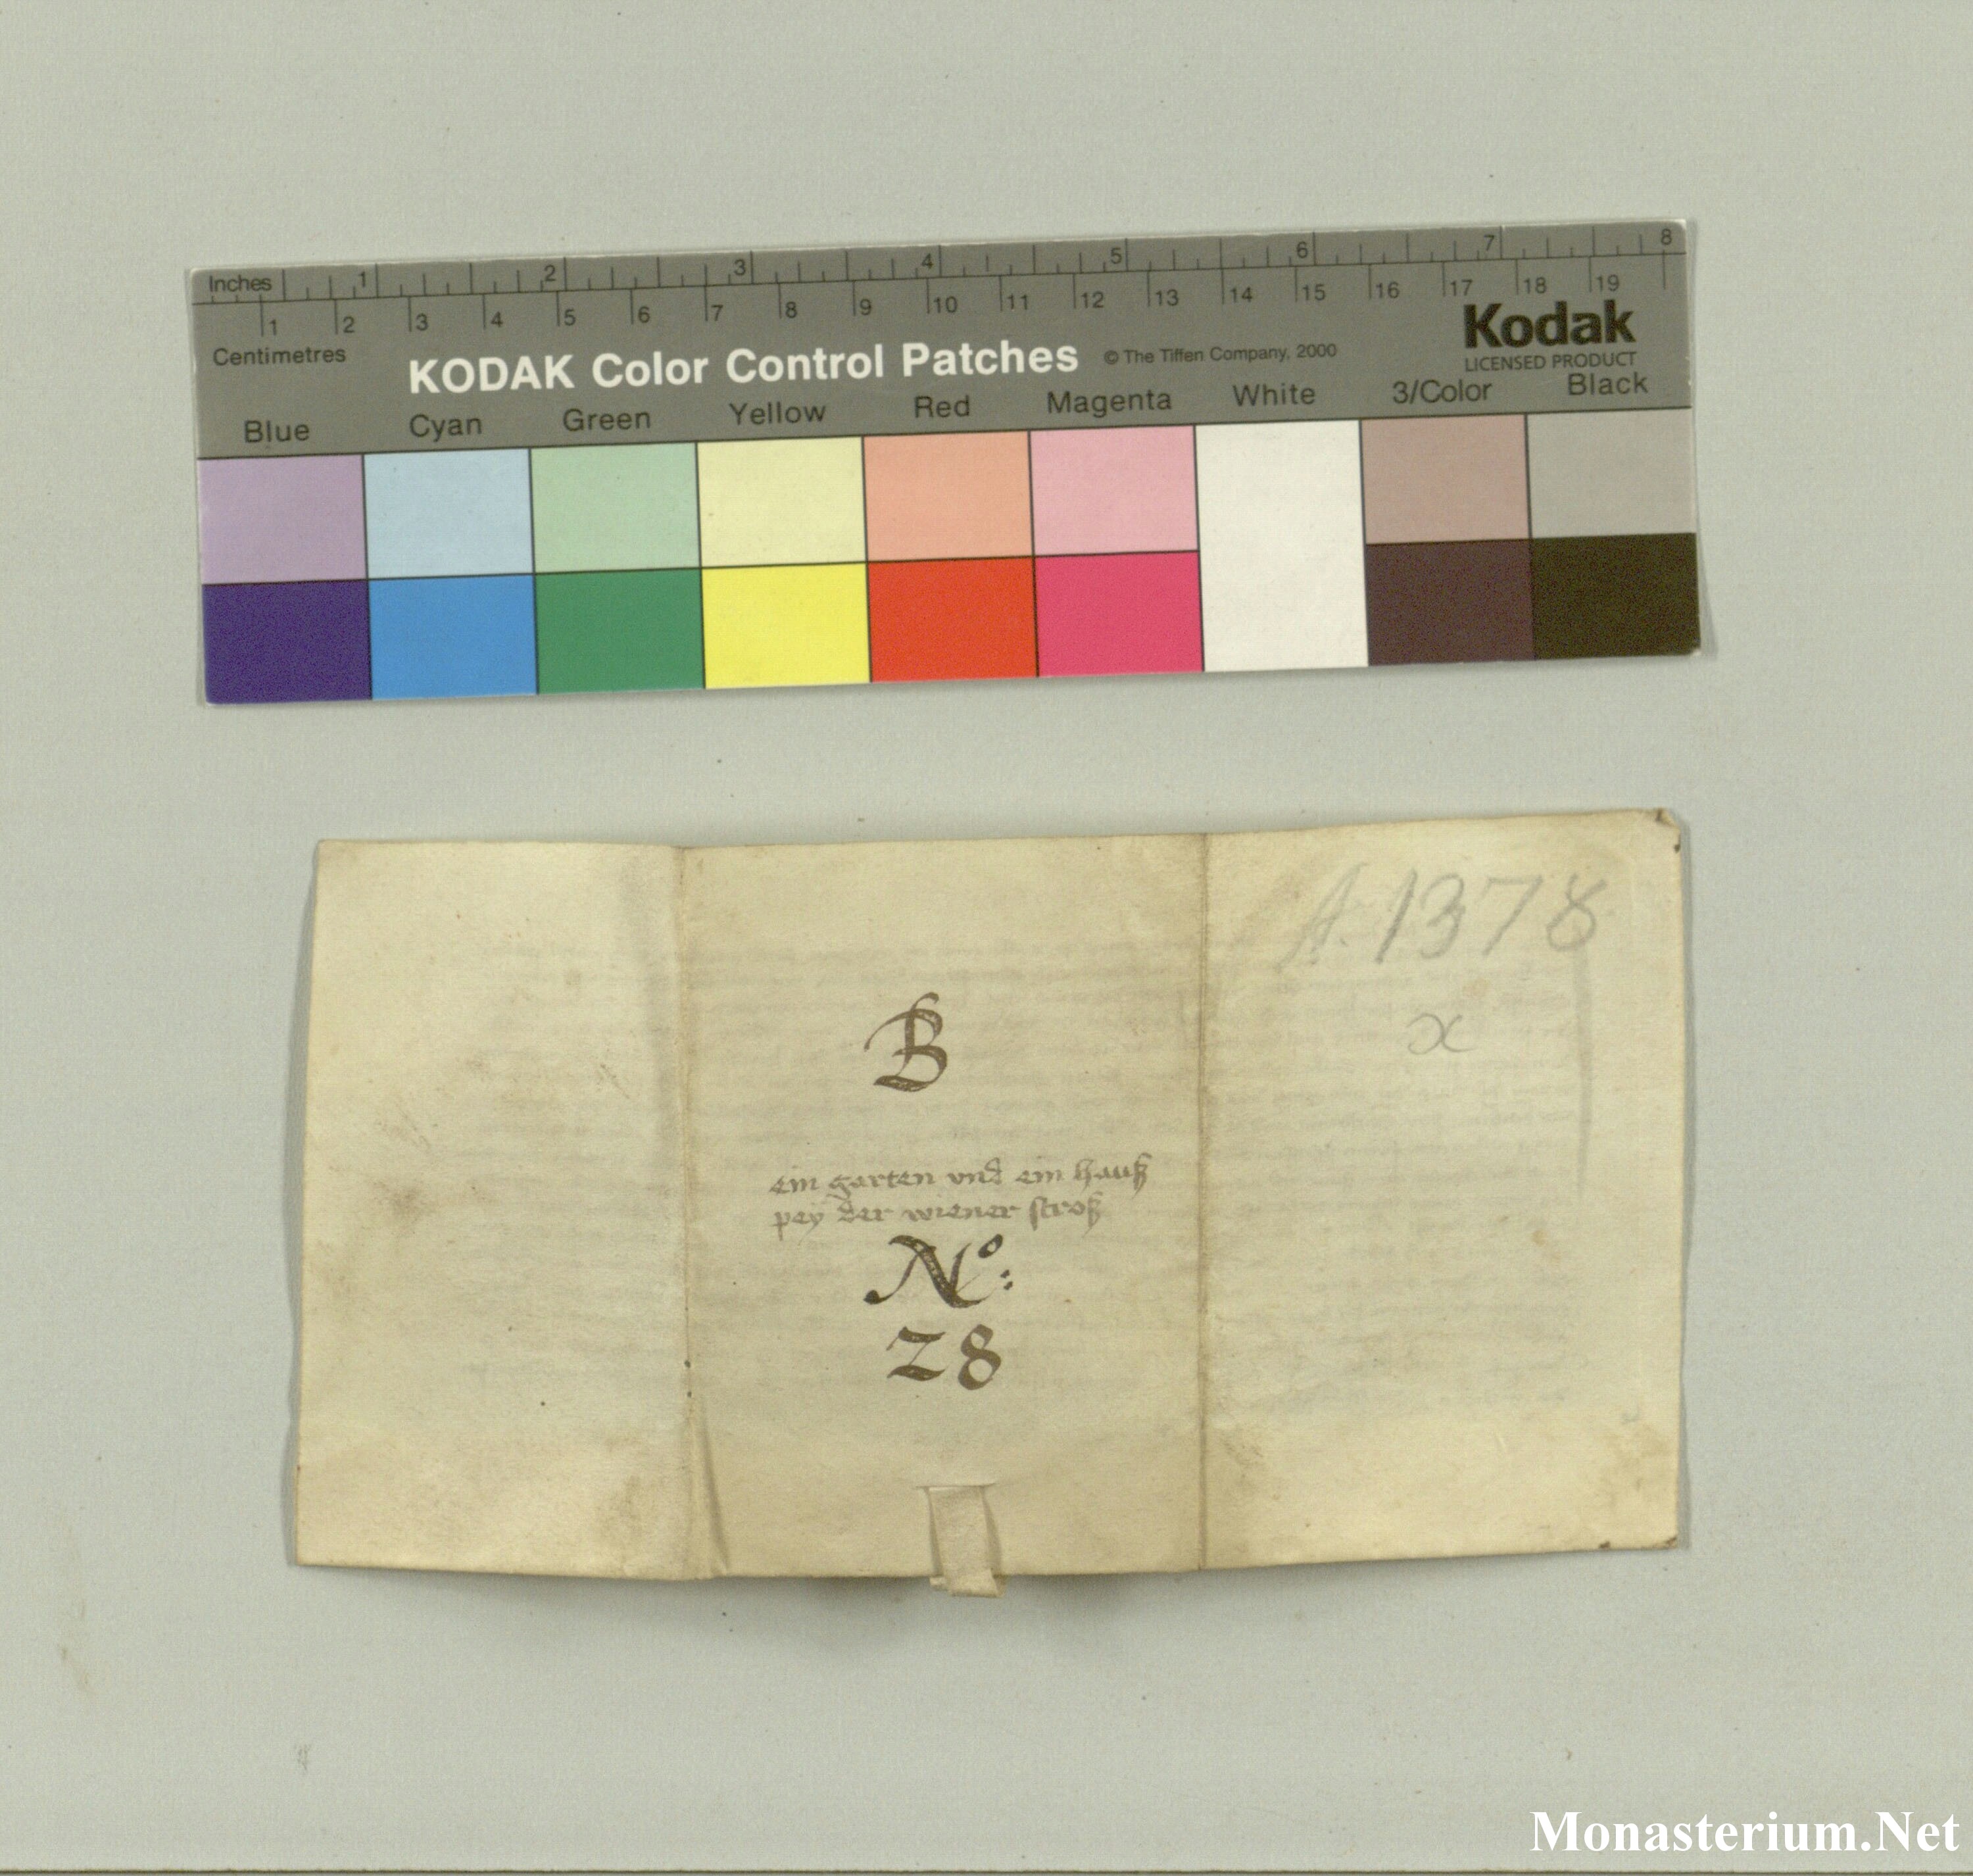 Inches 1 2 3 4 5 6 7 8
1 2 3 4 5 6 7 8 9 10 11 12 13 14 15 16 17 18 19
Centimetres
KODAK Color Control Patches © The Tiffen Company, 2000
Kodak
LICENSED PRODUCT
Blue Cyan Green Yellow Red Magenta White 3/Color Black
A. 1378
x
B
ein garten vnd ein hauß
pey der wiener stroß
Nº:
28
Monasterium.Net